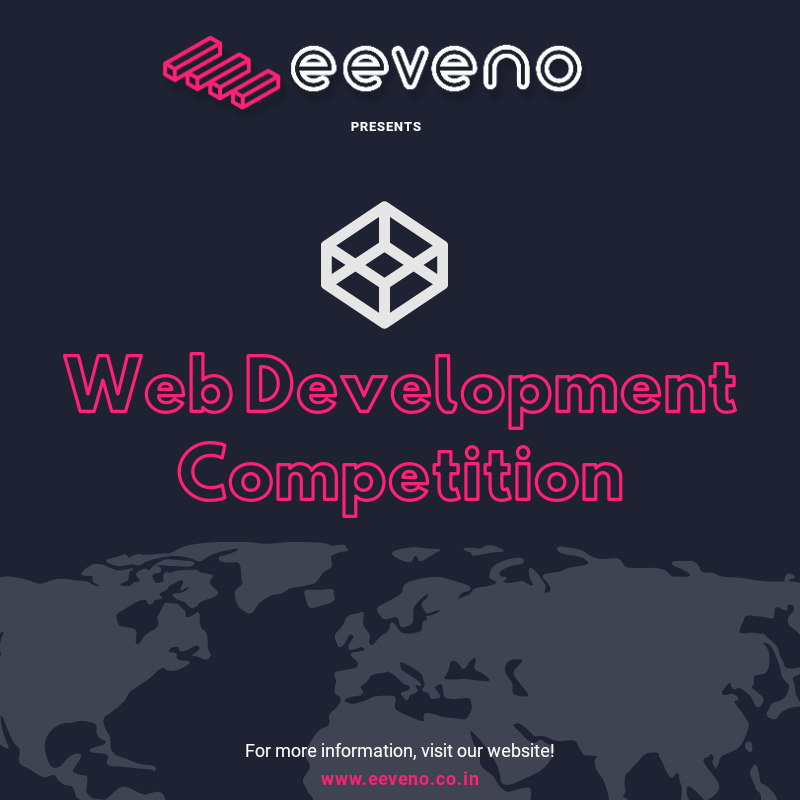 eeveno
PRESENTS
Web Development
Competition
For more information, visit our website!
www.eeveno.co.in